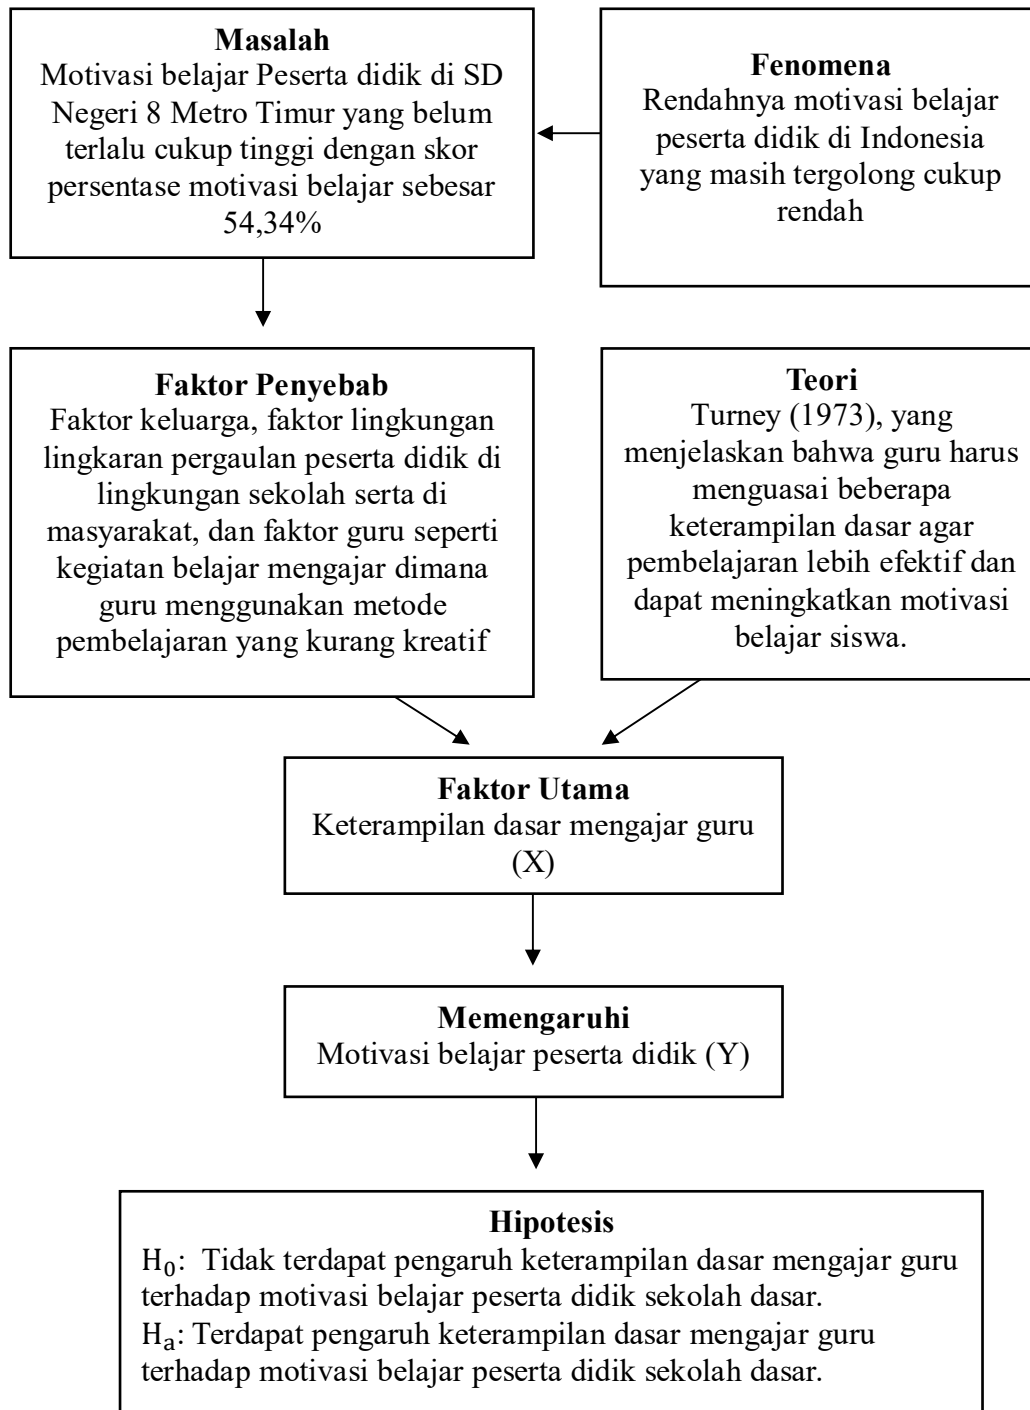 Masalah
Motivasi belajar Peserta didik di SD
Negeri 8 Metro Timur yang belum
terlalu cukup tinggi dengan skor
persentase motivasi belajar sebesar
54,34%
Fenomena
Rendahnya motivasi belajar
peserta didik di Indonesia
yang masih tergolong cukup
rendah
Faktor Penyebab
Faktor keluarga, faktor lingkungan
lingkaran pergaulan peserta didik di
lingkungan sekolah serta di
masyarakat, dan faktor guru seperti
kegiatan belajar mengajar dimana
guru menggunakan metode
pembelajaran yang kurang kreatif
Teori
Turney (1973), yang
menjelaskan bahwa guru harus
menguasai beberapa
keterampilan dasar agar
pembelajaran lebih efektif dan
dapat meningkatkan motivasi
belajar siswa.
Faktor Utama
Keterampilan dasar mengajar guru
(X)
Memengaruhi
Motivasi belajar peserta didik (Y)
Hipotesis
H₀: Tidak terdapat pengaruh keterampilan dasar mengajar guru
terhadap motivasi belajar peserta didik sekolah dasar.
Hₐ: Terdapat pengaruh keterampilan dasar mengajar guru
terhadap motivasi belajar peserta didik sekolah dasar.